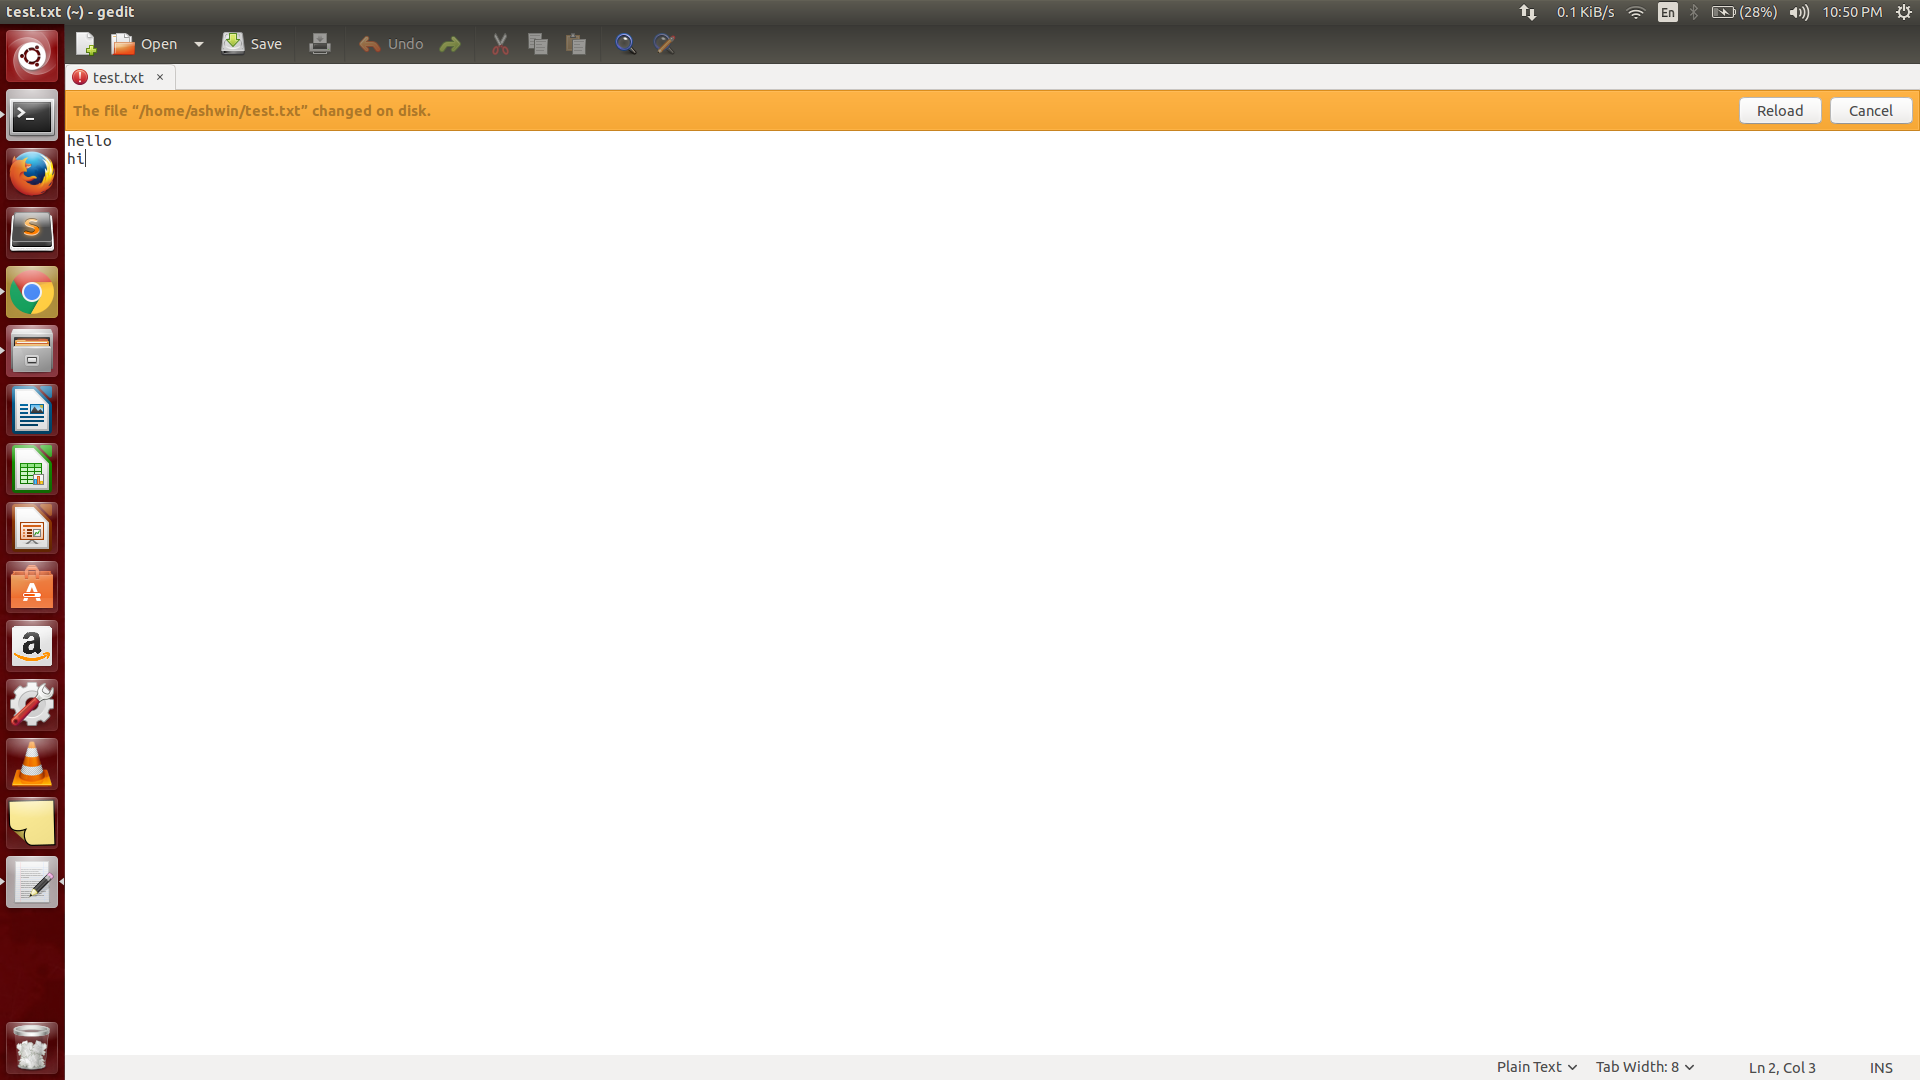 test.txt (~) - gedit
0.1 KiB/s En (28%) 10:50 PM
Open Save Undo
test.txt ×
The file “/home/ashwin/test.txt” changed on disk.
Reload Cancel
hello
hi
Plain Text Tab Width: 8 Ln 2, Col 3 INS